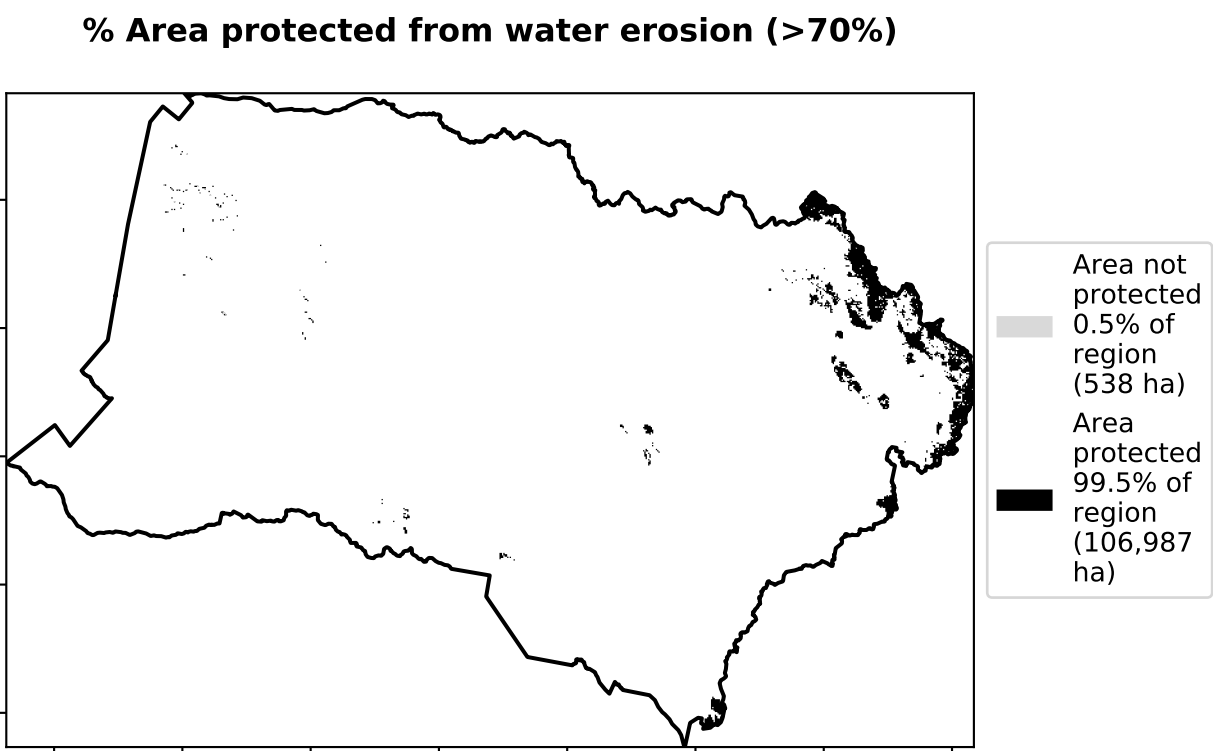 % Area protected from water erosion (>70%)
Area not
protected
0.5% of
region
(538 ha)
Area
protected
99.5% of
region
(106,987
ha)